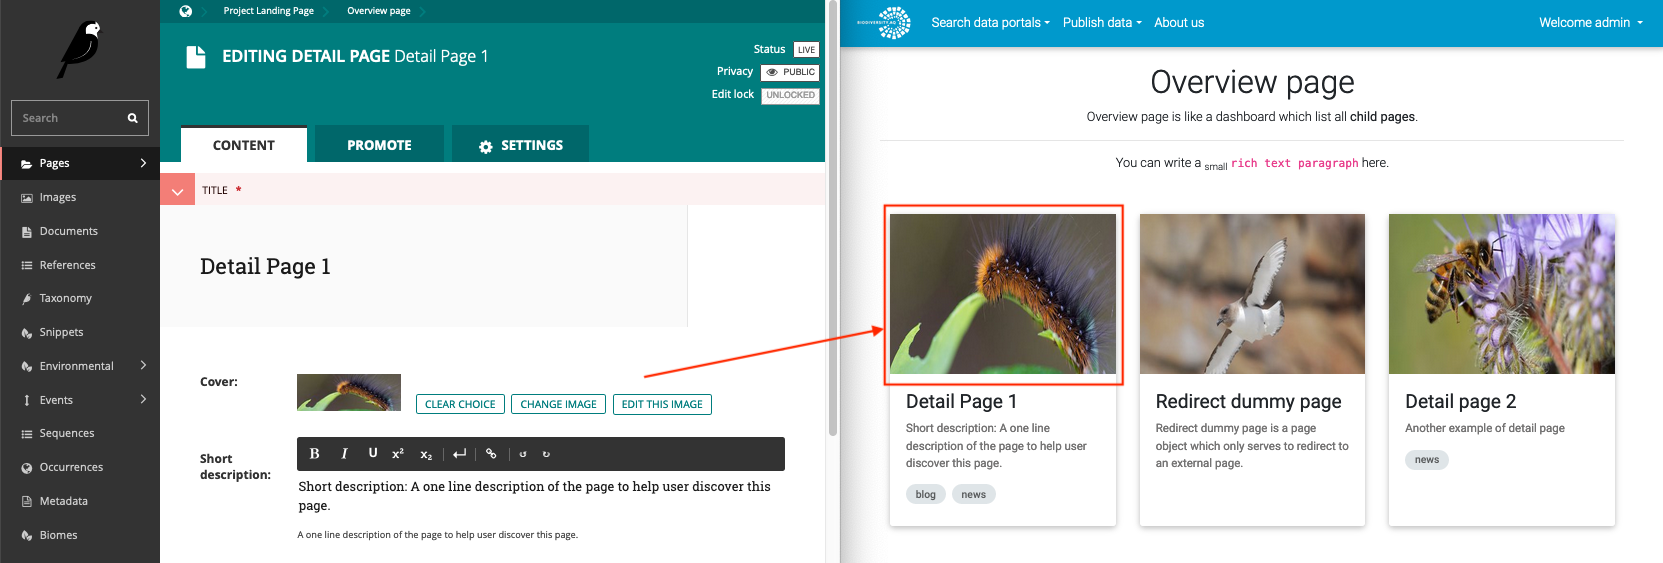 Search
Pages
Images
Documents
References
Taxonomy
Snippets
Environmental
Events
Sequences
Occurrences
Metadata
Biomes
Project Landing Page
Overview page
EDITING DETAIL PAGE Detail Page 1
Status LIVE
Privacy PUBLIC
Edit lock UNLOCKED
CONTENT
PROMOTE
SETTINGS
TITLE *
Detail Page 1
Cover:
CLEAR CHOICE
CHANGE IMAGE
EDIT THIS IMAGE
Short
description:
B I U x² x₂
Short description: A one line description of the page to help user discover this
page.
A one line description of the page to help user discover this page.
BIODIVERSITY.AQ
Search data portals
Publish data
About us
Welcome admin
Overview page
Overview page is like a dashboard which list all child pages.
You can write a small rich text paragraph here.
Detail Page 1
Short description: A one line
description of the page to help user
discover this page.
blog
news
Redirect dummy page
Redirect dummy page is a page
object which only serves to redirect to
an external page.
Detail page 2
Another example of detail page
news